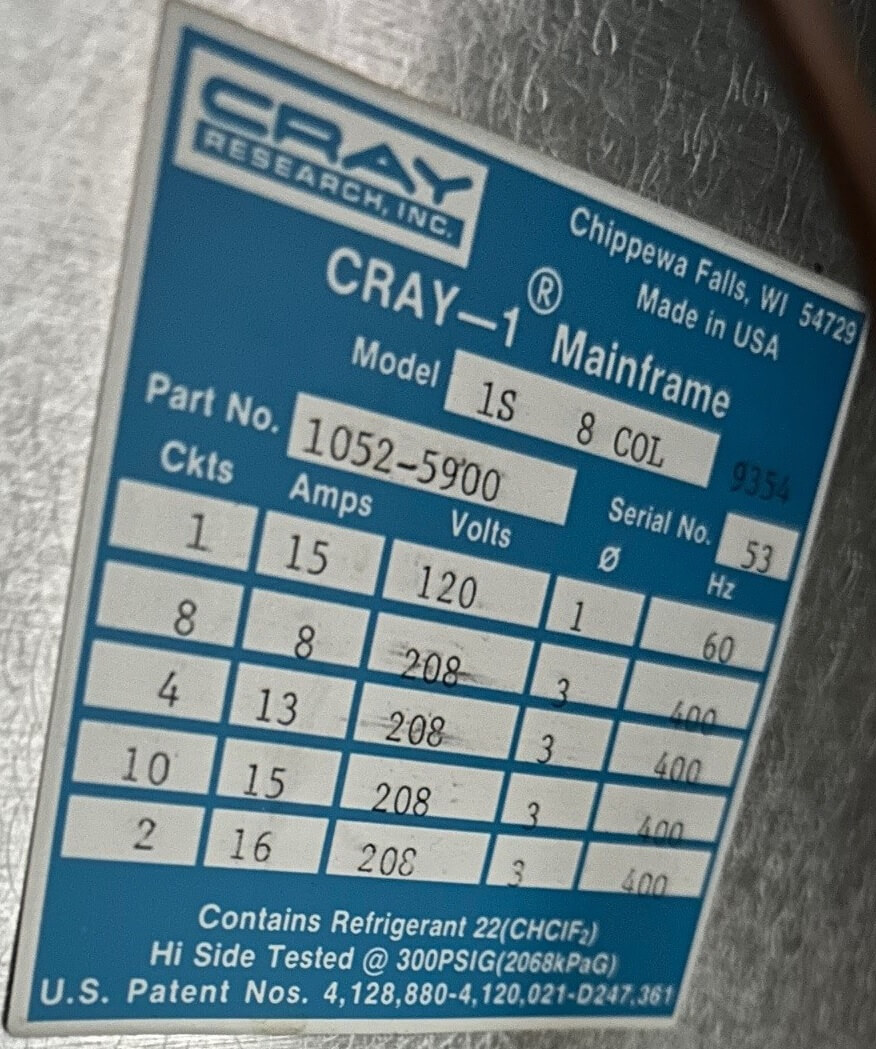 CRAY
RESEARCH, INC.
Chippewa Falls, WI 54729
Made in USA
CRAY-1® Mainframe
Model 1S 8 COL
9354
Part No. 1052-5900 Serial No. 53
Ckts Amps Volts Ø Hz
1 15 120 1 60
8 8 208 3 400
4 13 208 3 400
10 15 208 3 400
2 16 208 3 400
Contains Refrigerant 22(CHClF₂)
Hi Side Tested @ 300PSIG(2068kPaG)
U.S. Patent Nos. 4,128,880-4,120,021-D247,361